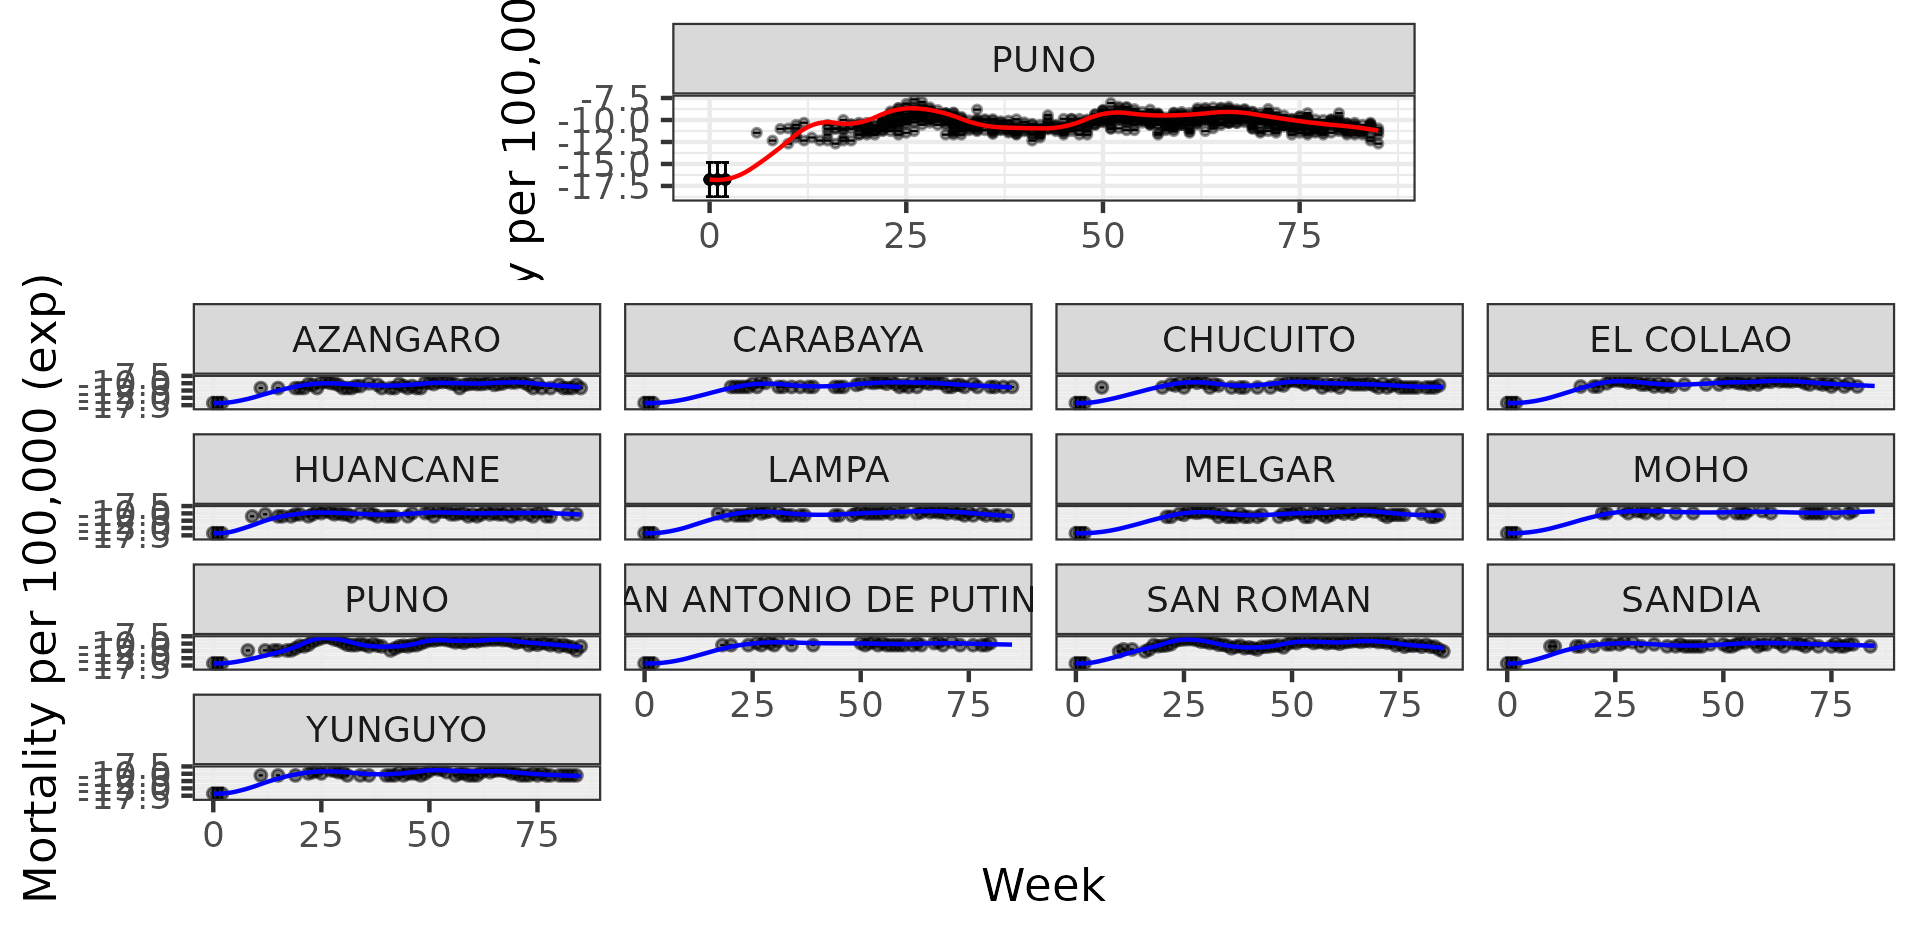 y per 100,00
PUNO
-7.5
-10.0
-12.5
-15.0
-17.5
0 25 50 75
Mortality per 100,000 (exp)
AZANGARO CARABAYA CHUCUITO EL COLLAO
HUANCANE LAMPA MELGAR MOHO
PUNO AN ANTONIO DE PUTIN SAN ROMAN SANDIA
0 25 50 75 0 25 50 75 0 25 50 75
YUNGUYO
0 25 50 75
Week